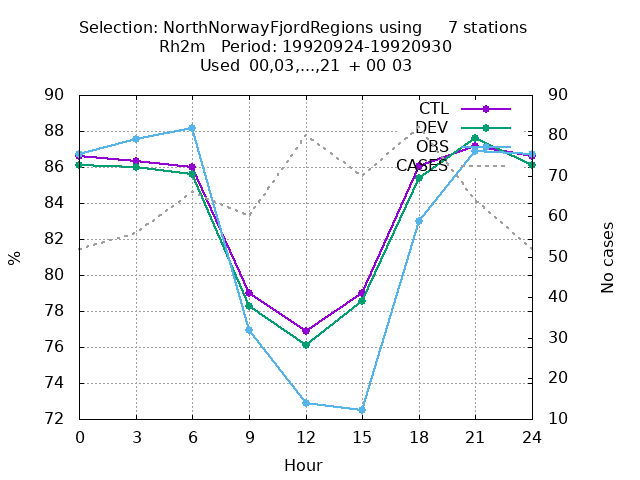 Selection: NorthNorwayFjordRegions using     7 stations
Rh2m   Period: 19920924-19920930
Used  00,03,...,21  + 00 03
90
88
86
84
82
80
78
76
74
72
90
80
70
60
50
40
30
20
10
CTL
DEV
OBS
CASES
%
No cases
0 3 6 9 12 15 18 21 24
Hour